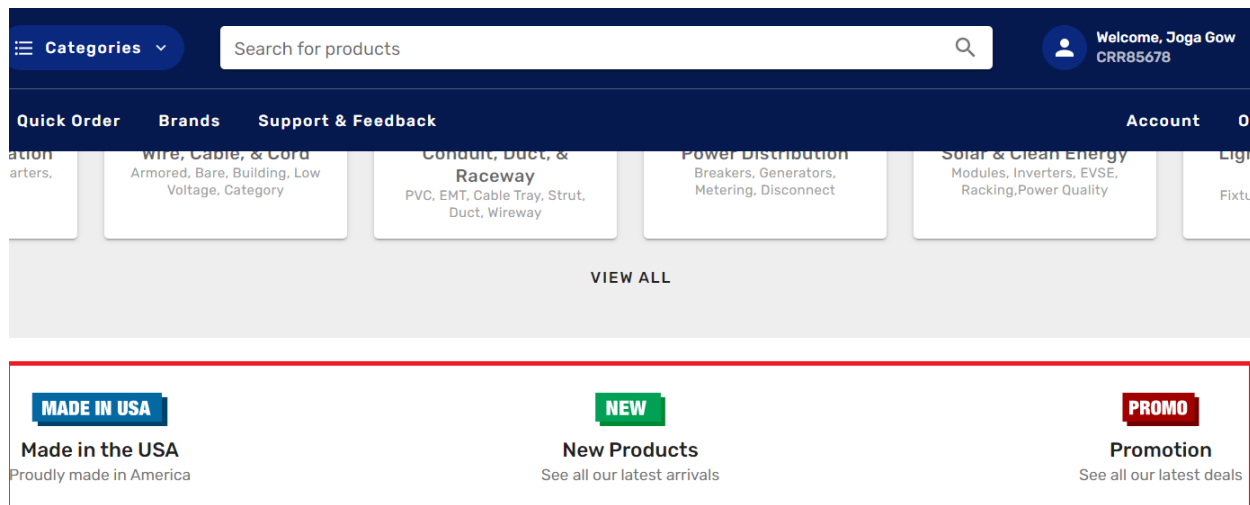 Categories
Search for products
Welcome, Joga Gow
CRR85678
Quick Order Brands Support & Feedback Account O
ation
arters,
Wire, Cable, & Cord
Armored, Bare, Building, Low
Voltage, Category
Conduit, Duct, &
Raceway
PVC, EMT, Cable Tray, Strut,
Duct, Wireway
Power Distribution
Breakers, Generators,
Metering, Disconnect
Solar & Clean Energy
Modules, Inverters, EVSE,
Racking,Power Quality
Lig
Fixtu
VIEW ALL
MADE IN USA
Made in the USA
Proudly made in America
NEW
New Products
See all our latest arrivals
PROMO
Promotion
See all our latest deals